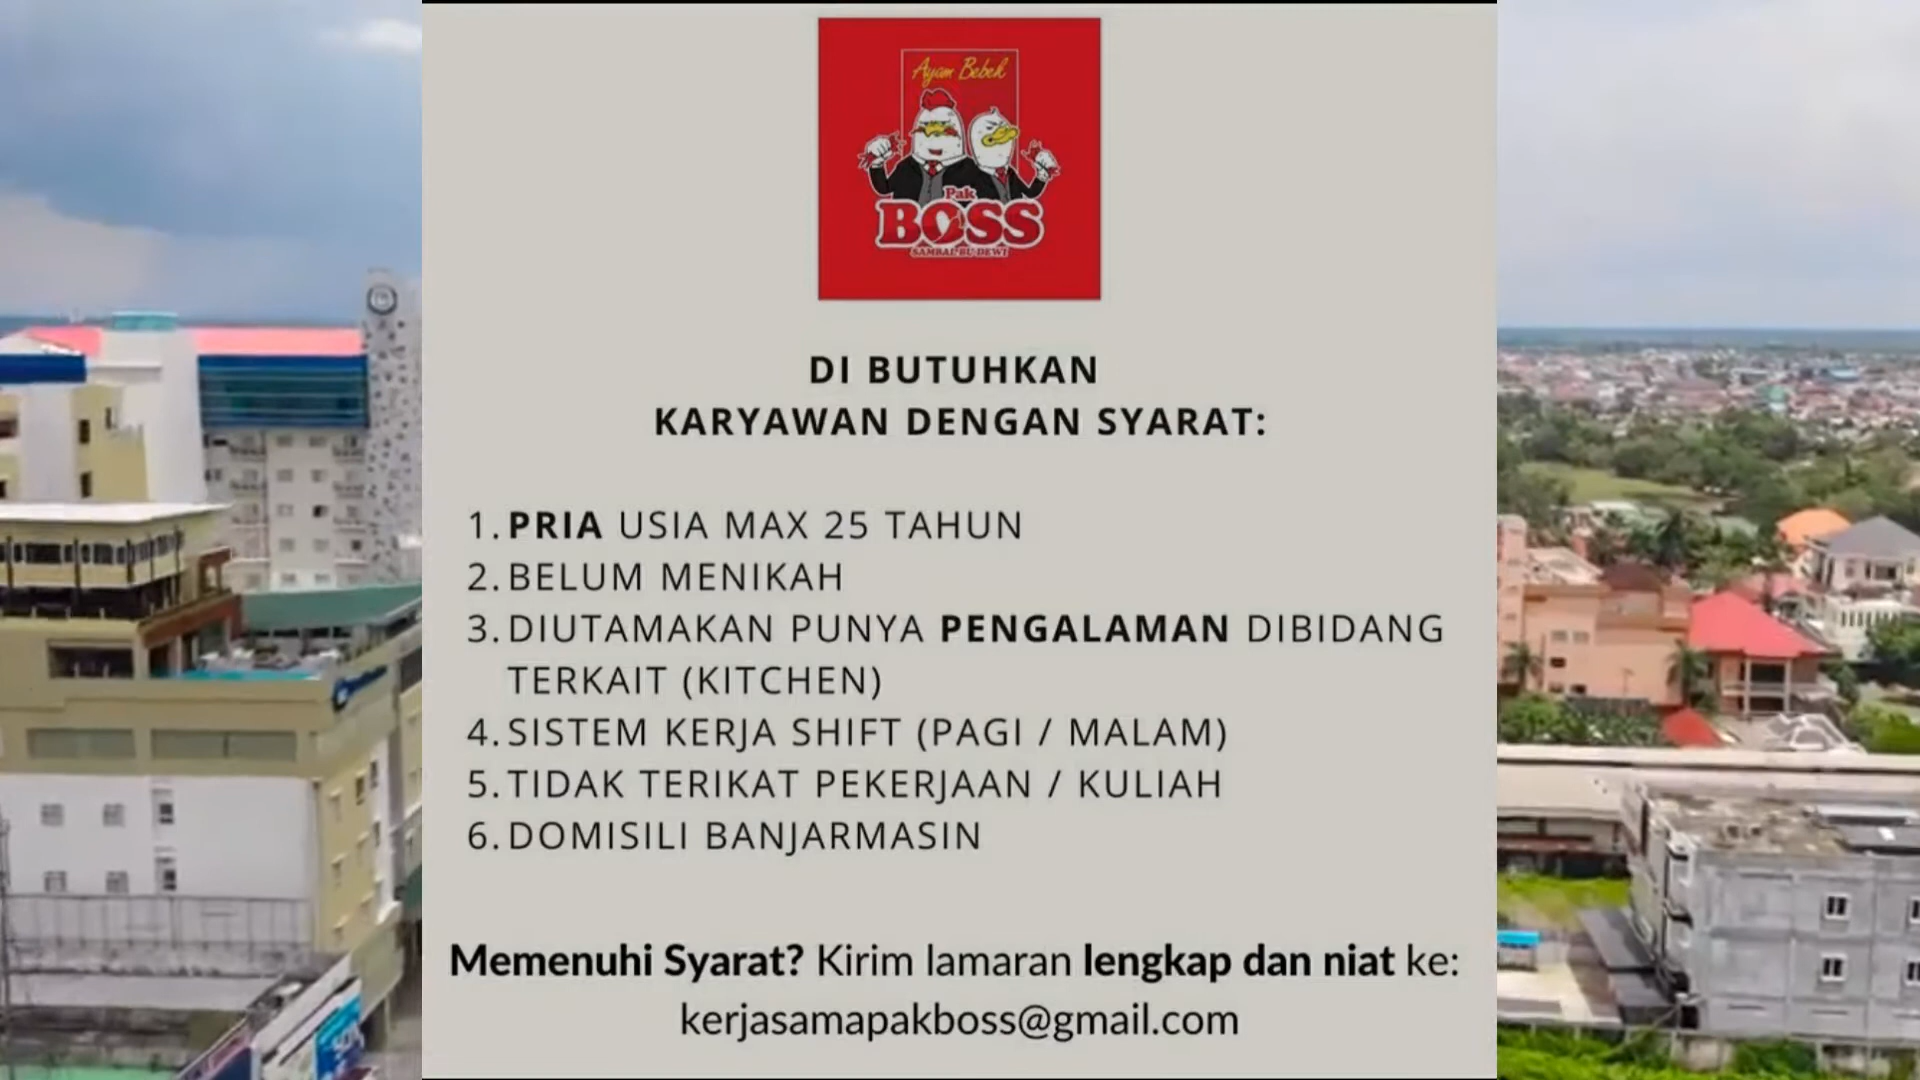 Ayam Bebek
Pak
BOSS
SAMBAL BU DEWI
DI BUTUHKAN
KARYAWAN DENGAN SYARAT:
1. PRIA USIA MAX 25 TAHUN
2. BELUM MENIKAH
3. DIUTAMAKAN PUNYA PENGALAMAN DIBIDANG
TERKAIT (KITCHEN)
4. SISTEM KERJA SHIFT (PAGI / MALAM)
5. TIDAK TERIKAT PEKERJAAN / KULIAH
6. DOMISILI BANJARMASIN
Memenuhi Syarat? Kirim lamaran lengkap dan niat ke:
kerjasamapakboss@gmail.com